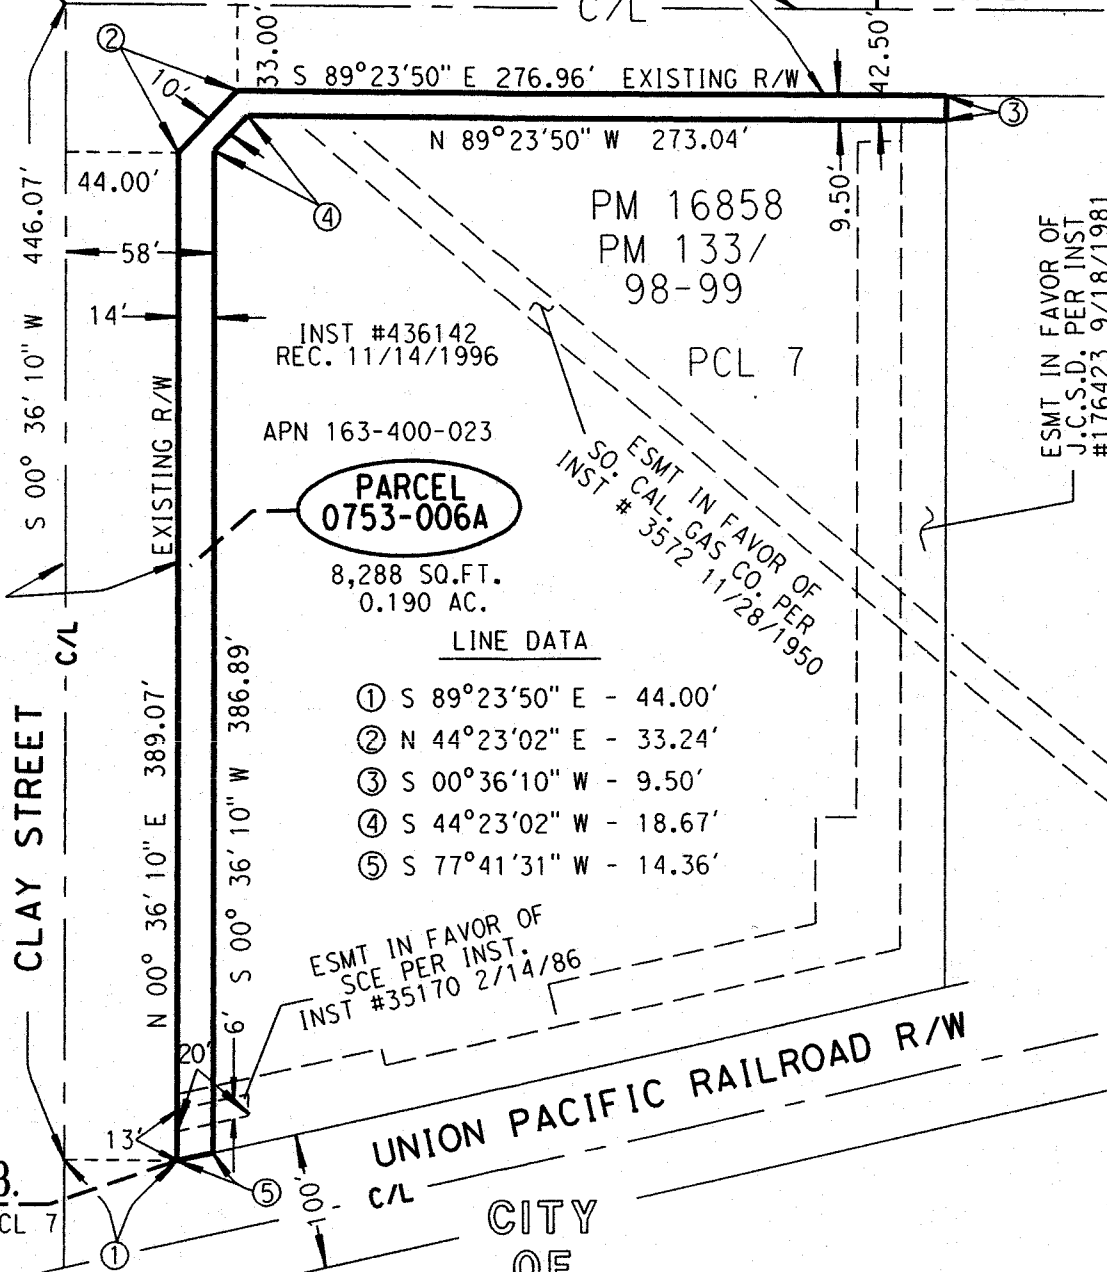 C/L
②
33.00'
42.50'
10'
S 89°23'50" E 276.96' EXISTING R/W
③
N 89°23'50" W 273.04'
44.00'
④
9.50'
PM 16858
PM 133/
98-99
S 00° 36'10" W 446.07'
58'
14'
INST #436142
REC. 11/14/1996
PCL 7
ESMT IN FAVOR OF
J.C.S.D. PER INST
#176423 9/18/1981
EXISTING R/W
APN 163-400-023
PARCEL
0753-006A
8,288 SQ.FT.
0.190 AC.
ESMT IN FAVOR OF
SO. CAL. GAS CO. PER
INST # 3572 11/28/1950
C/L
LINE DATA
① S 89°23'50" E - 44.00'
② N 44°23'02" E - 33.24'
③ S 00°36'10" W - 9.50'
④ S 44°23'02" W - 18.67'
⑤ S 77°41'31" W - 14.36'
CLAY STREET
N 00° 36'10" E 389.07'
S 00° 36'10" W 386.89'
ESMT IN FAVOR OF
SCE PER INST.
INST #35170 2/14/86
6'
20'
13'
UNION PACIFIC RAILROAD R/W
B.
CL 7
⑤
100'
C/L
①
CITY
OF